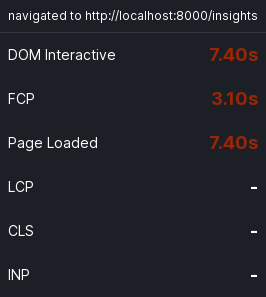 navigated to http://localhost:8000/insights
DOM Interactive 7.40s
FCP 3.10s
Page Loaded 7.40s
LCP -
CLS -
INP -